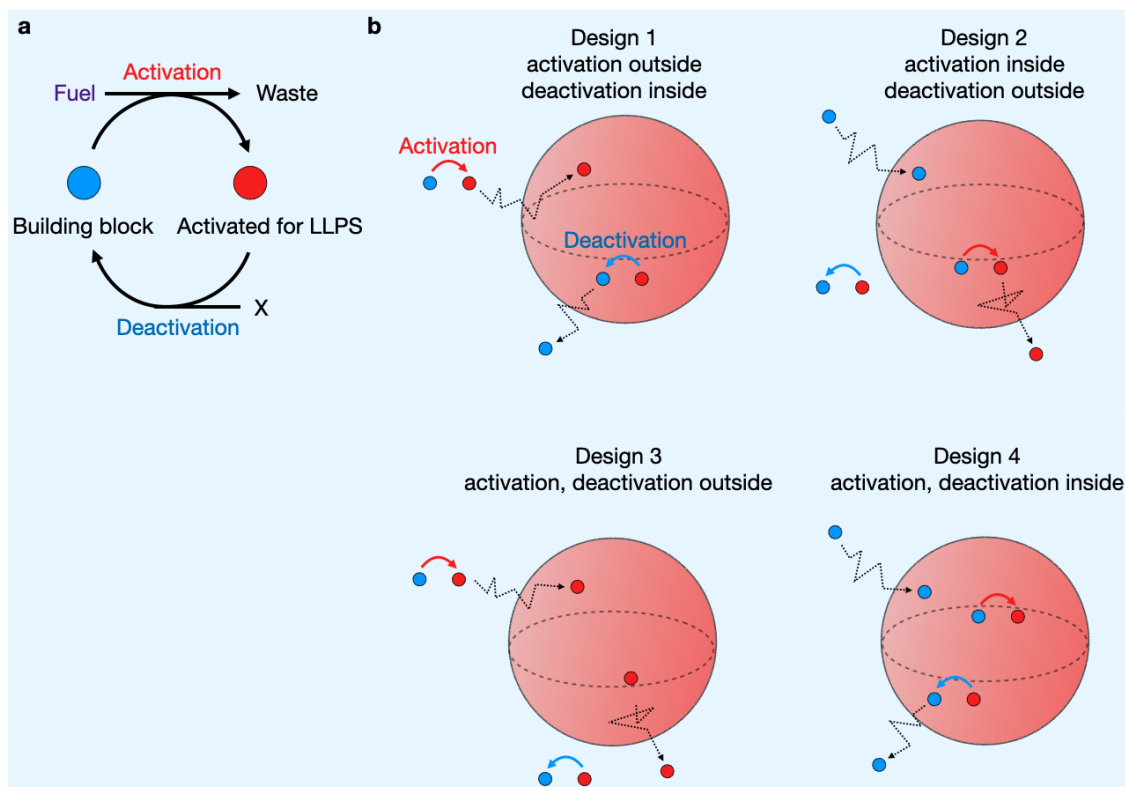 a
Activation
Fuel
Waste
Building block
Activated for LLPS
X
Deactivation
b
Design 1
activation outside
deactivation inside
Activation
Deactivation
Design 2
activation inside
deactivation outside
Design 3
activation, deactivation outside
Design 4
activation, deactivation inside